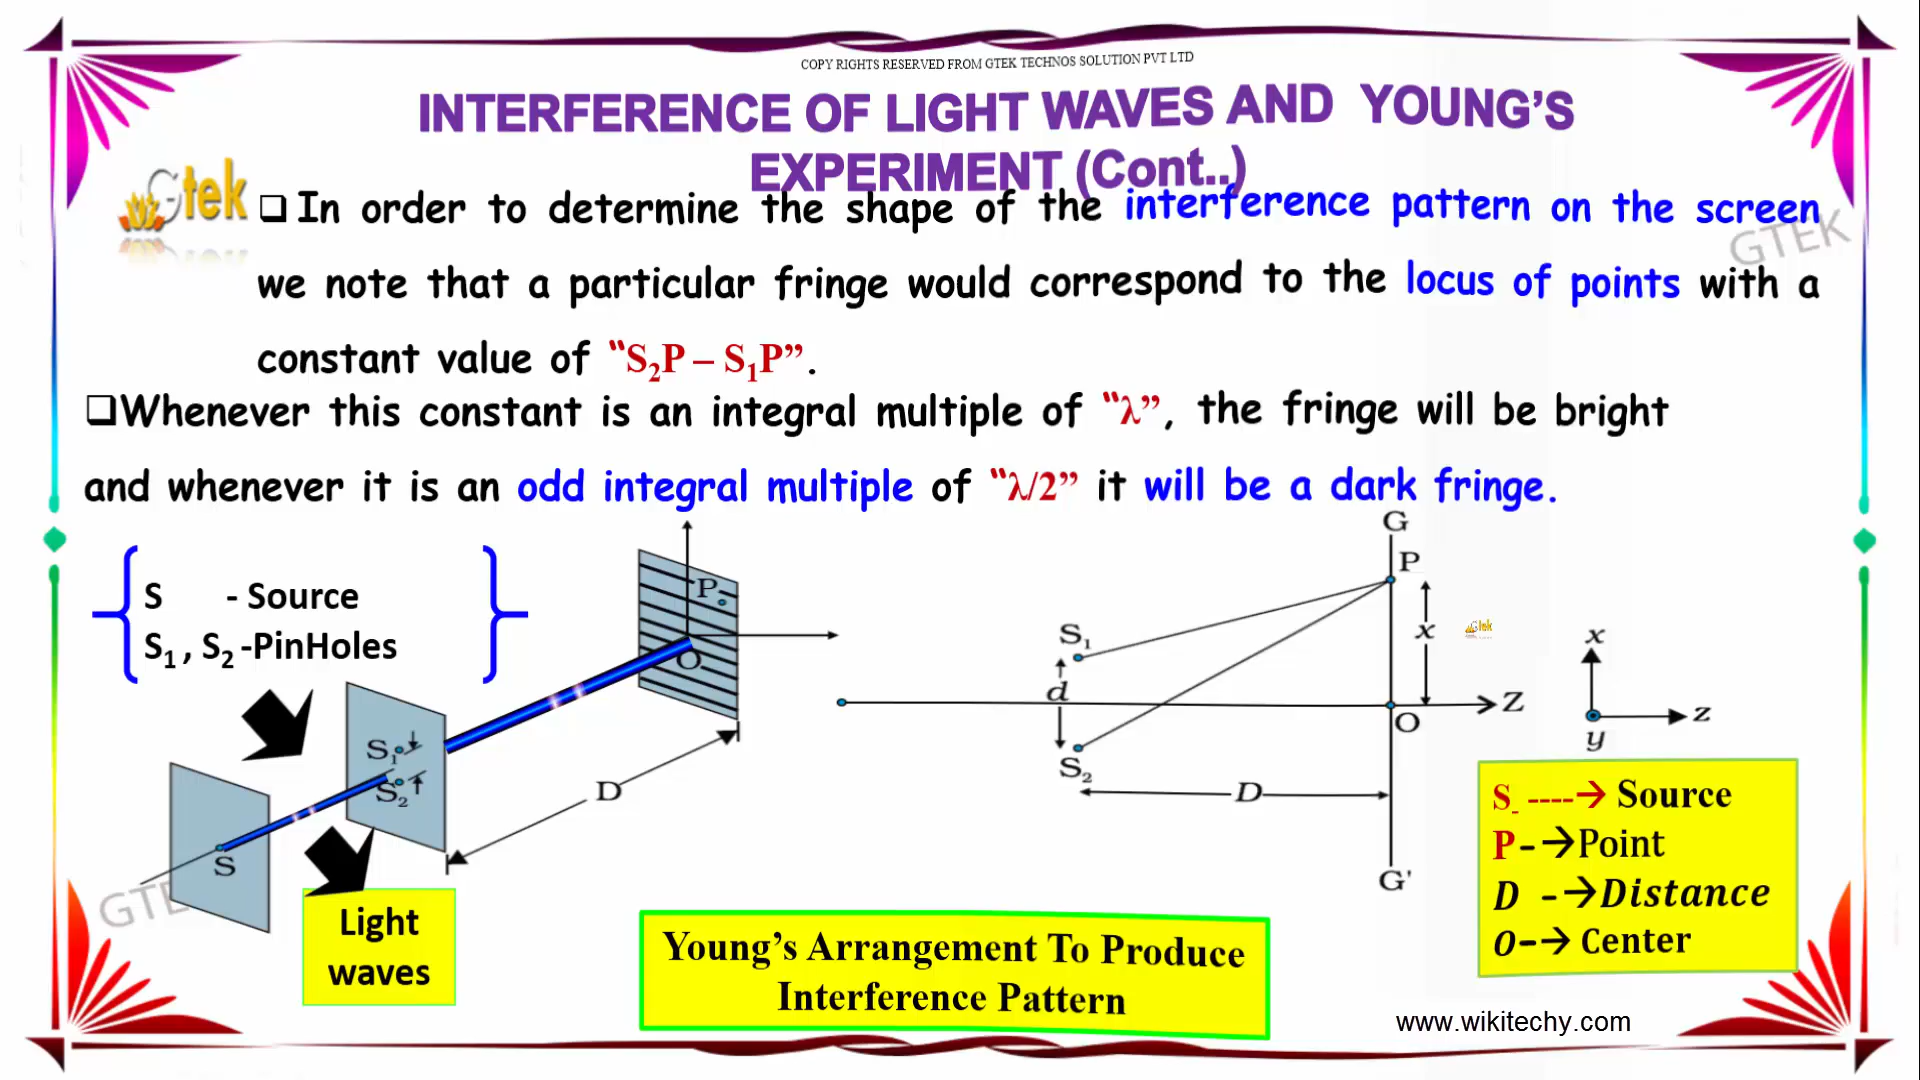 COPY RIGHTS RESERVED FROM GTEK TECHNOS SOLUTION PVT LTD
INTERFERENCE OF LIGHT WAVES AND YOUNG'S
EXPERIMENT (Cont..)
Gtek
❑ In order to determine the shape of the interference pattern on the screen
GTEK
we note that a particular fringe would correspond to the locus of points with a
constant value of "S₂P – S₁P".
❑Whenever this constant is an integral multiple of "λ", the fringe will be bright
and whenever it is an odd integral multiple of "λ/2" it will be a dark fringe.
S - Source
S₁ , S₂ -PinHoles
P
O
S₁
S₂
S
D
GTE
Light
waves
G
P
S₁
x
Gtek
d
Z
O
S₂
D
G'
x
z
y
S ----→ Source
P-→Point
D -→Distance
O-→ Center
Young's Arrangement To Produce
Interference Pattern
www.wikitechy.com